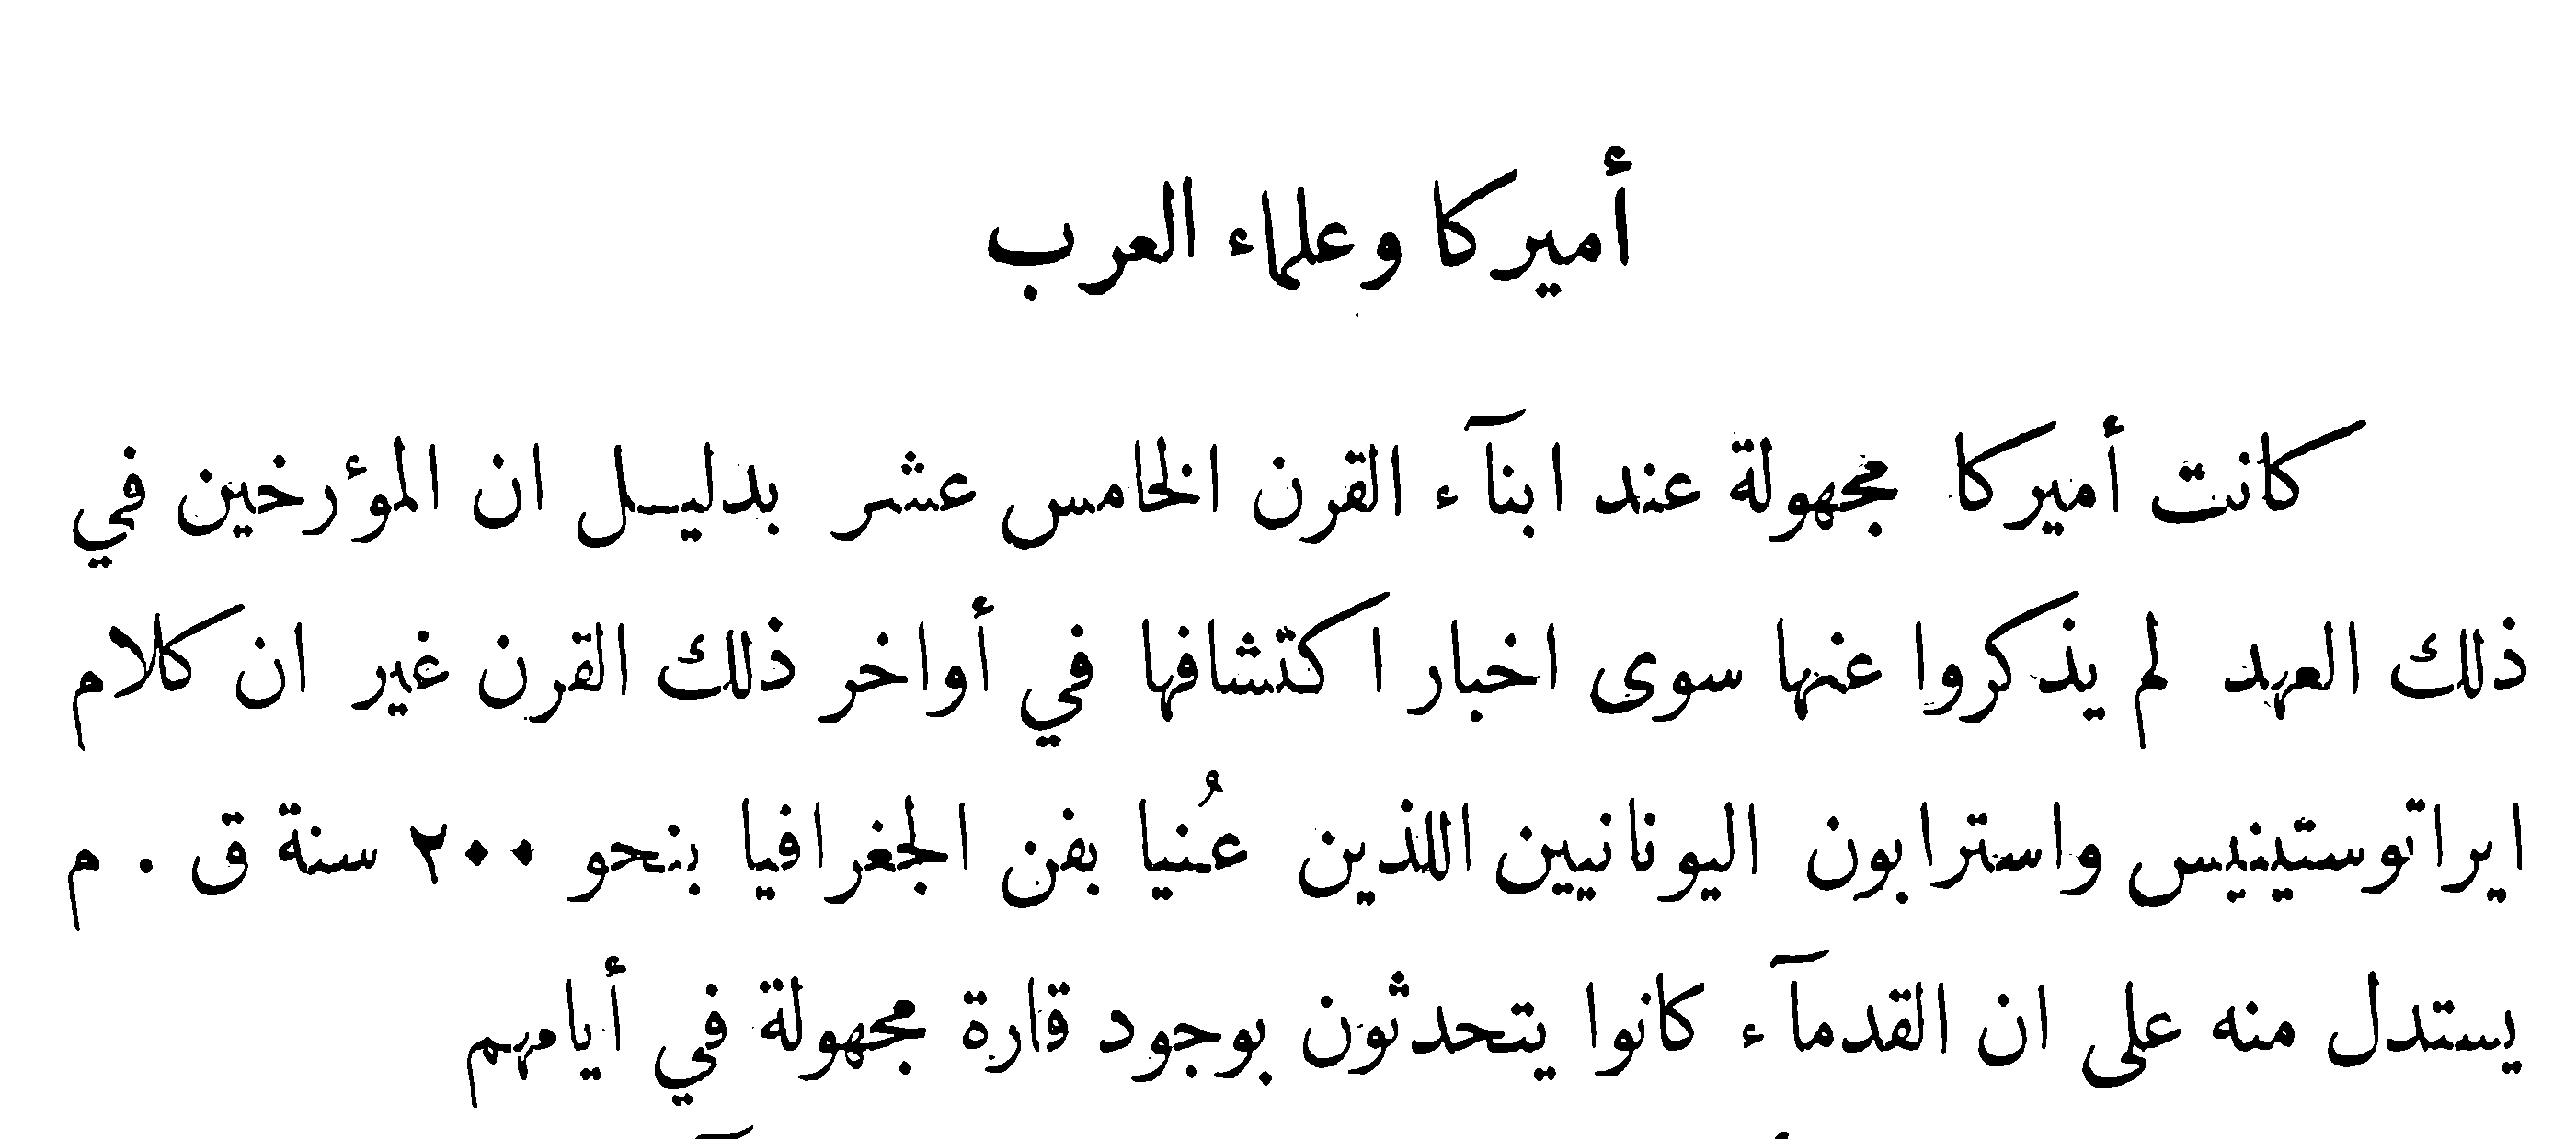 أميركا وعلماء العرب
كانت أميركا مجهولة عند ابنآء القرن الخامس عشر بدليـل ان المؤرخين في
ذلك العهد لم يذكروا عنها سوى اخبار اكتشافها في أواخر ذلك القرن غير ان كلام
ايراتوستينيس واسترابون اليونانيين اللذين عُنيا بفن الجغرافيا بنحو ٢٠٠ سنة ق . م
يستدل منه على ان القدمآء كانوا يتحدثون بوجود قارة مجهولة في أيامهم